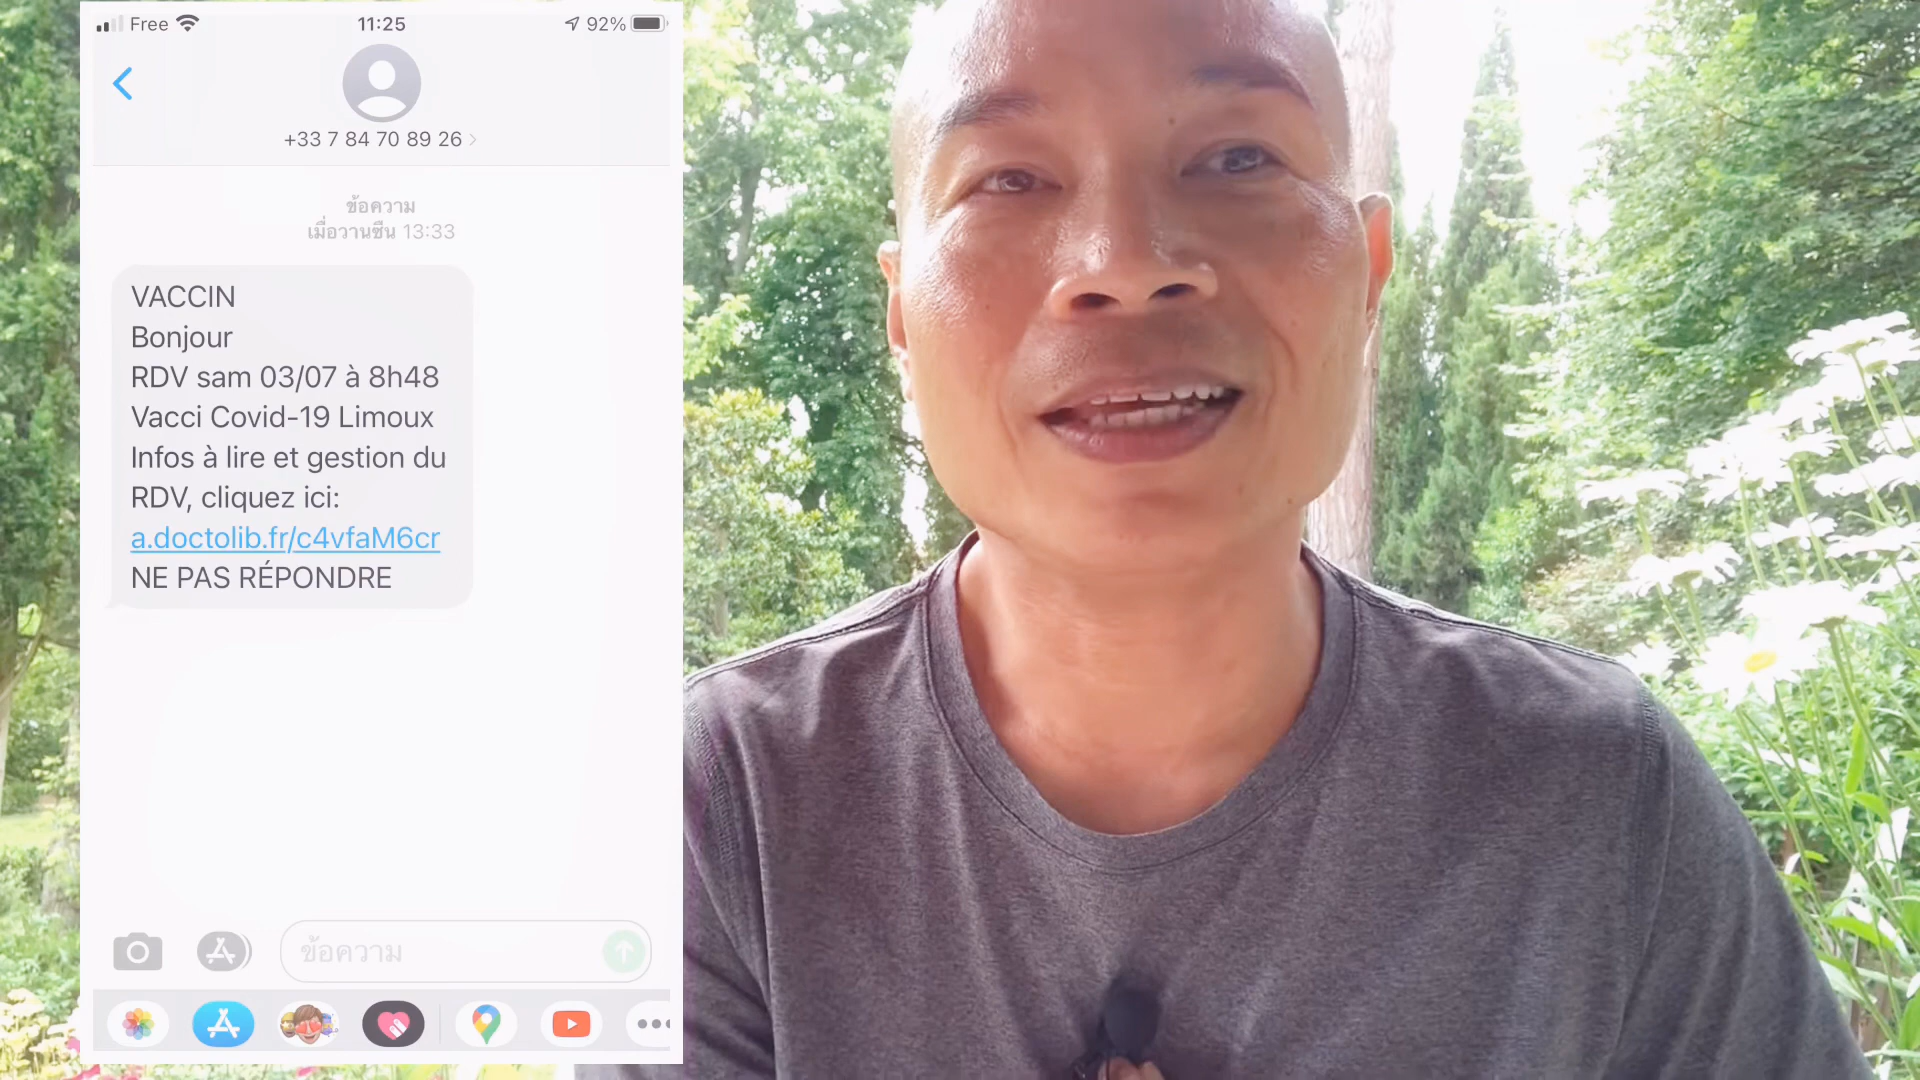 Free 11:25 92%
+33 7 84 70 89 26
ข้อความ
เมื่อวานซืน 13:33
VACCIN
Bonjour
RDV sam 03/07 à 8h48
Vacci Covid-19 Limoux
Infos à lire et gestion du
RDV, cliquez ici:
a.doctolib.fr/c4vfaM6cr
NE PAS RÉPONDRE
ข้อความ